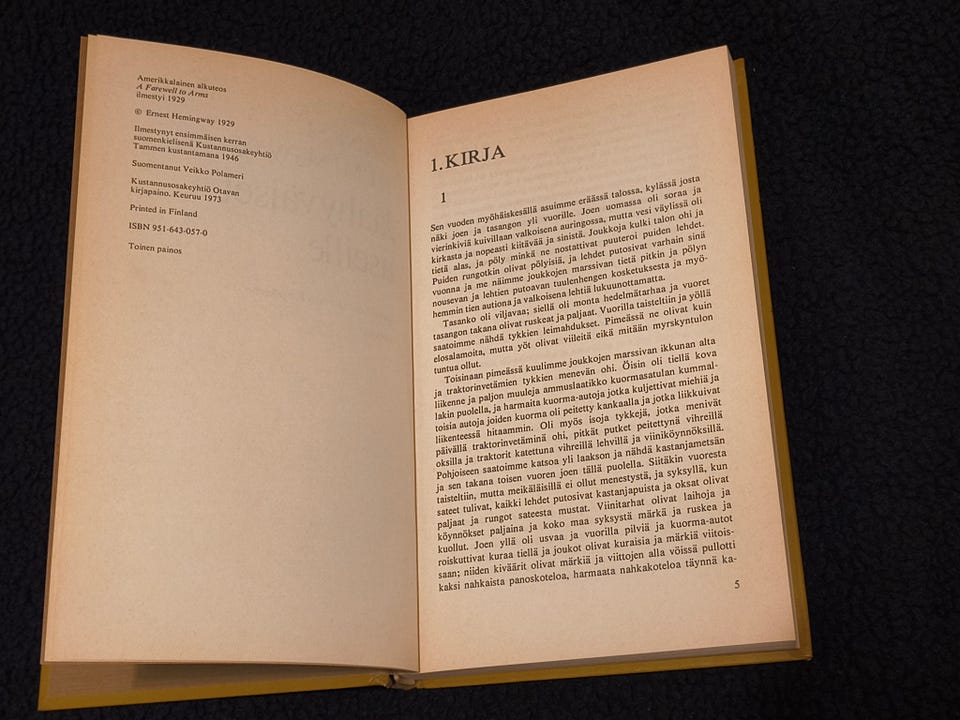 Amerikkalainen alkuteos
A Farewell to Arms
ilmestyi 1929
© Ernest Hemingway 1929
Ilmestynyt ensimmäisen kerran
suomenkielisenä Kustannusosakeyhtiö
Tammen kustantamana 1946
Suomentanut Veikko Polameri
Kustannusosakeyhtiö Otavan
kirjapaino. Keuruu 1973
Printed in Finland
ISBN 951-643-057-0
Toinen painos
1. KIRJA
1
Sen vuoden myöhäiskesällä asuimme eräässä talossa, kylässä josta
näki joen ja tasangon yli vuorille. Joen uomassa oli soraa ja
vierinkiviä kuivillaan valkoisena auringossa, mutta vesi väylissä oli
kirkasta ja nopeasti kiitävää ja sinistä. Joukkoja kulki talon ohi ja
tietä alas, ja pöly minkä ne nostattivat puuteroi puiden lehdet.
Puiden rungotkin olivat pölyisiä, ja lehdet putosivat varhain sinä
vuonna ja me näimme joukkojen marssivan tietä pitkin ja pölyn
nousevan ja lehtien putoavan tuulenhengen kosketuksesta ja myö-
hemmin tien autiona ja valkoisena lehtiä lukuunottamatta.
Tasanko oli viljavaa; siellä oli monta hedelmätarhaa ja vuoret
tasangon takana olivat ruskeat ja paljaat. Vuorilla taisteltiin ja yöllä
saatoimme nähdä tykkien leimahdukset. Pimeässä ne olivat kuin
elosalamoita, mutta yöt olivat viileitä eikä mitään myrskyntulon
tuntua ollut.
Toisinaan pimeässä kuulimme joukkojen marssivan ikkunan alta
ja traktorinvetämien tykkien menevän ohi. Öisin oli tiellä kova
liikenne ja paljon muuleja ammuslaatikko kuormasatulan kummal-
lakin puolella, ja harmaita kuorma-autoja jotka kuljettivat miehiä ja
toisia autoja joiden kuorma oli peitetty kankaalla ja jotka liikkuivat
liikenteessä hitaammin. Oli myös isoja tykkejä, jotka menivät
päivällä traktorinvetäminä ohi, pitkät putket peitettynä vihreillä
oksilla ja traktorit katettuna vihreillä lehvillä ja viiniköynnöksillä.
Pohjoiseen saatoimme katsoa yli laakson ja nähdä kastanjametsän
ja sen takana toisen vuoren joen tällä puolella. Siitäkin vuoresta
taisteltiin, mutta meikäläisillä ei ollut menestystä, ja syksyllä, kun
sateet tulivat, kaikki lehdet putosivat kastanjapuista ja oksat olivat
paljaat ja rungot sateesta mustat. Viinitarhat olivat laihoja ja
köynnökset paljaina ja koko maa syksystä märkä ja ruskea ja
kuollut. Joen yllä oli usvaa ja vuorilla pilviä ja kuorma-autot
roiskuttivat kuraa tiellä ja joukot olivat kuraisia ja märkiä viitois-
saan; niiden kiväärit olivat märkiä ja viittojen alla vöissä pullotti
kaksi nahkaista panoskoteloa, harmaata nahkakoteloa täynnä ka-
5